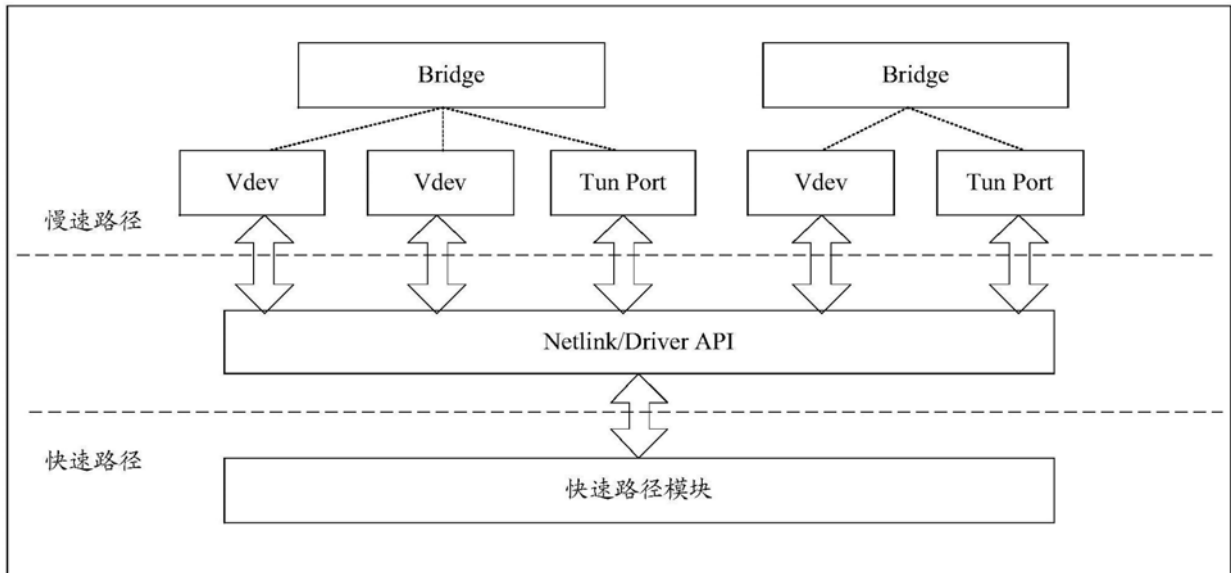 Bridge
Bridge
Vdev
Vdev
Tun Port
Vdev
Tun Port
慢速路径
Netlink/Driver API
快速路径
快速路径模块